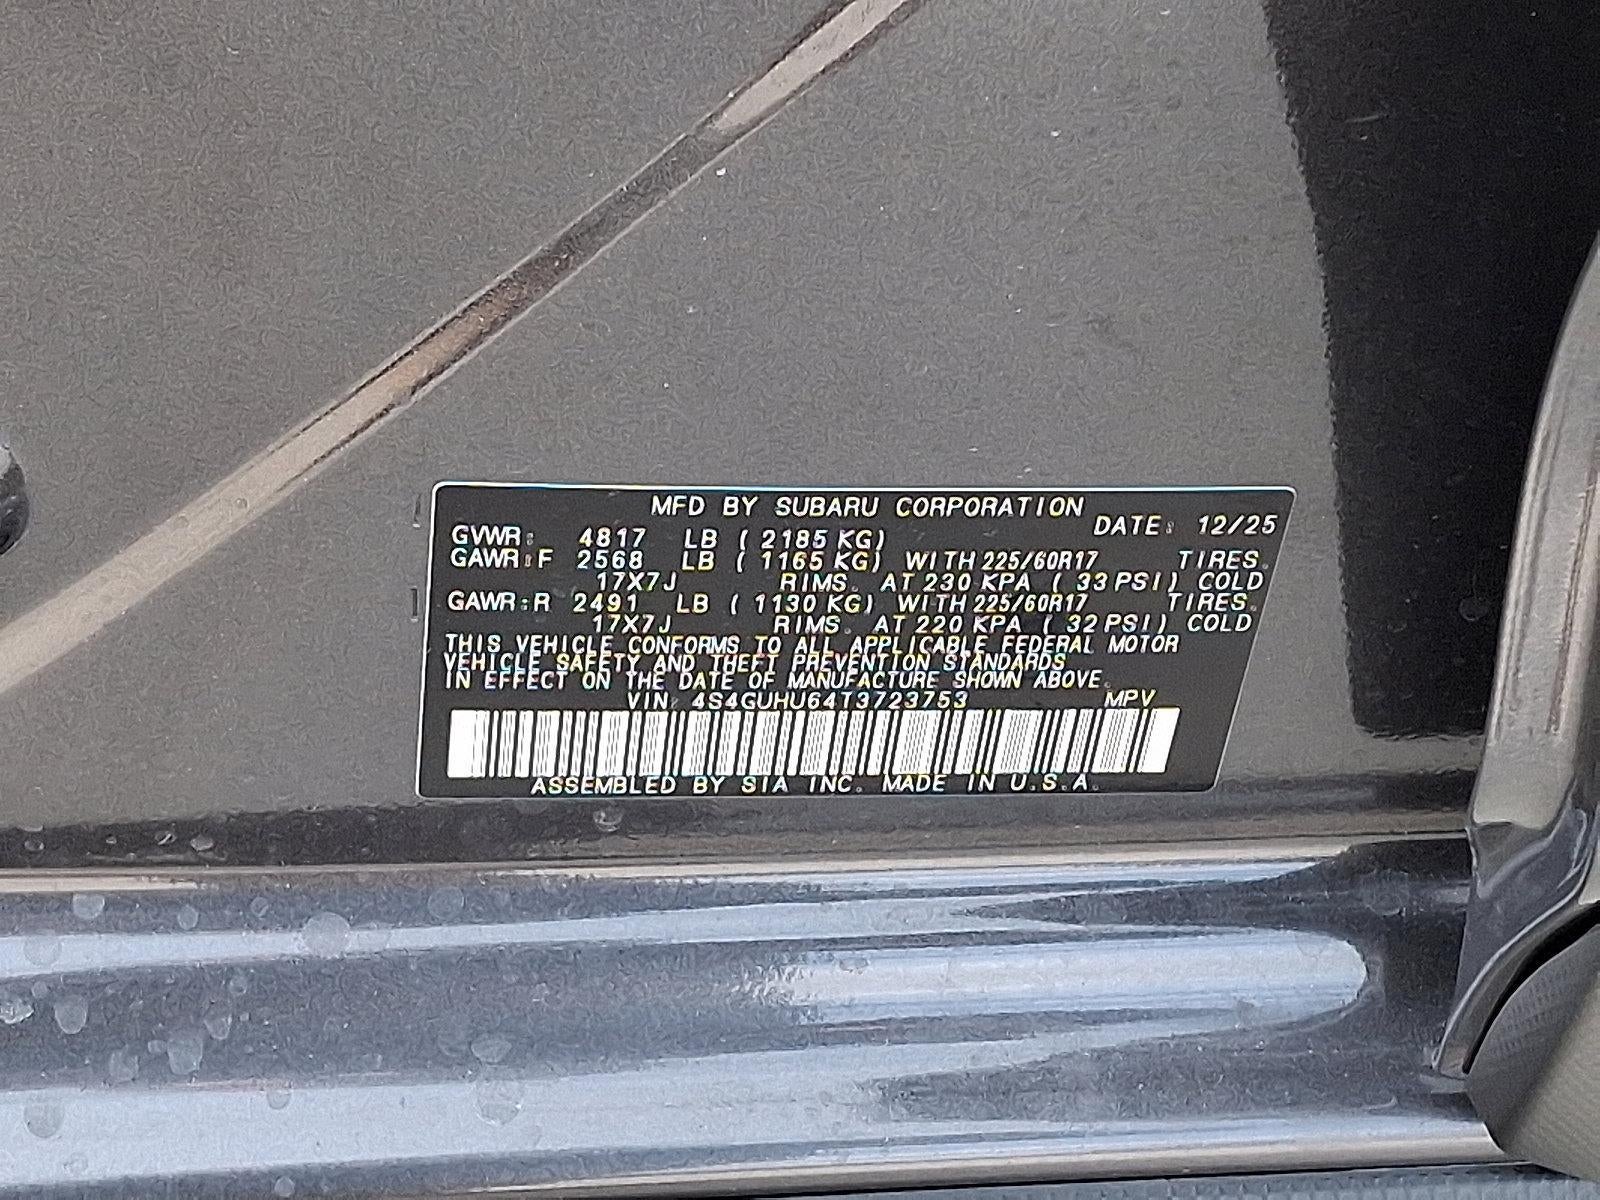 MFD BY SUBARU CORPORATION
DATE: 12/25
GVWR: 4817 LB ( 2185 KG)
GAWR:F 2568 LB ( 1165 KG) WITH 225/60R17 TIRES.
17X7J RIMS. AT 230 KPA ( 33 PSI) COLD
GAWR:R 2491 LB ( 1130 KG) WITH 225/60R17 TIRES.
17X7J RIMS. AT 220 KPA ( 32 PSI) COLD
THIS VEHICLE CONFORMS TO ALL APPLICABLE FEDERAL MOTOR
VEHICLE SAFETY AND THEFT PREVENTION STANDARDS
IN EFFECT ON THE DATE OF MANUFACTURE SHOWN ABOVE.
VIN: 4S4GUHU64T3723753 MPV
ASSEMBLED BY SIA INC. MADE IN U.S.A.